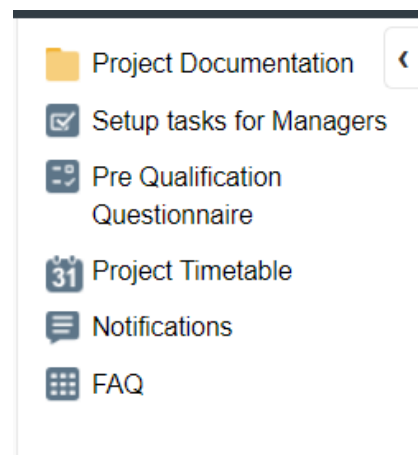 Project Documentation
Setup tasks for Managers
Pre Qualification
Questionnaire
31 Project Timetable
Notifications
FAQ